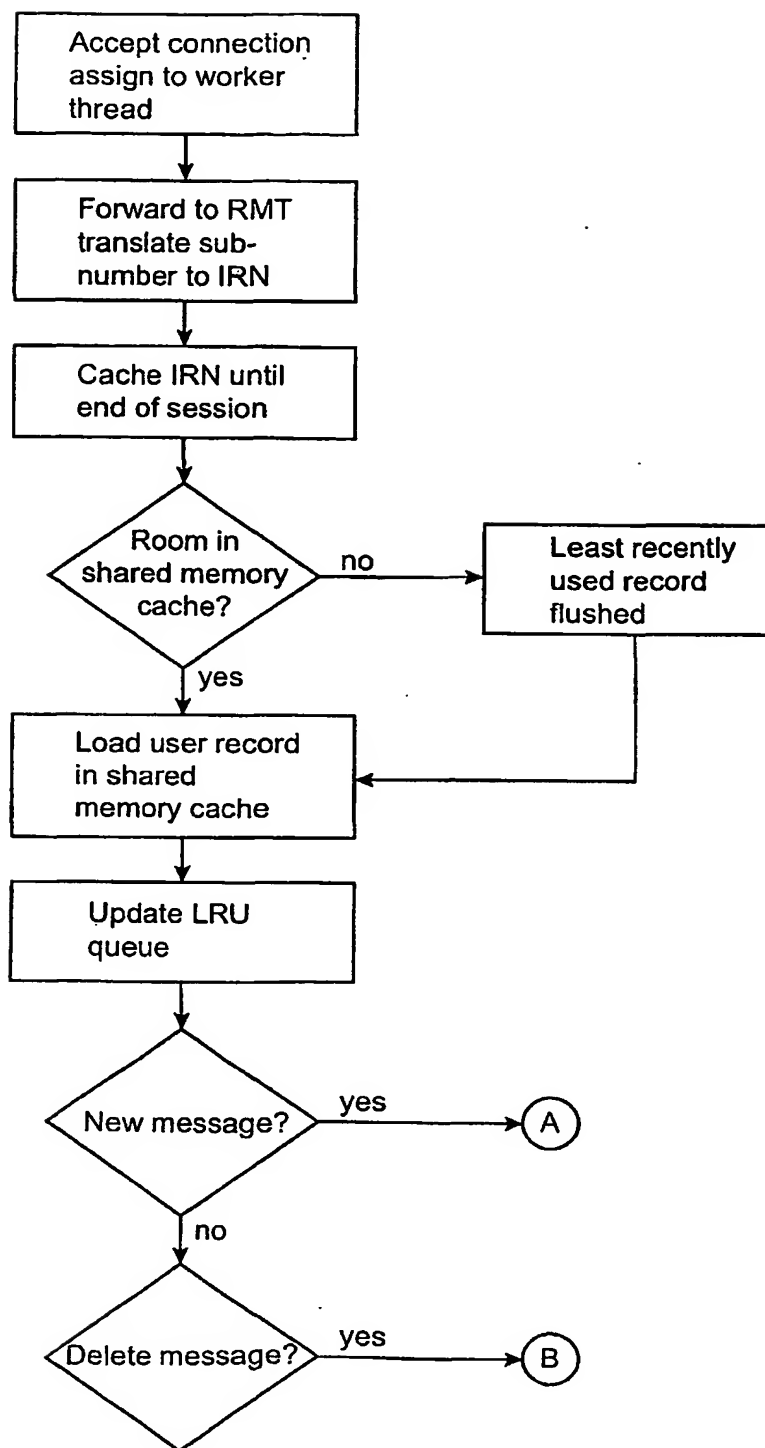 Accept connection
assign to worker
thread
Forward to RMT
translate sub-
number to IRN
Cache IRN until
end of session
Room in
shared memory
cache?
no
Least recently
used record
flushed
yes
Load user record
in shared
memory cache
Update LRU
queue
New message?
yes
A
no
Delete message?
yes
B